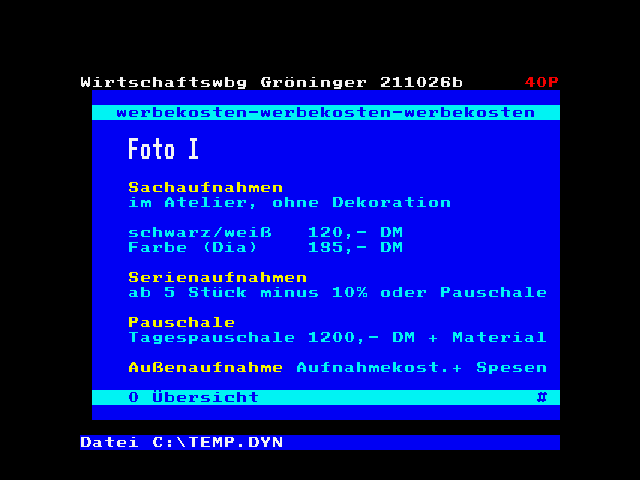 Wirtschaftswbg Gröninger 211026b 40P
werbekosten-werbekosten-werbekosten
Foto I
Sachaufnahmen
im Atelier, ohne Dekoration
schwarz/weiß 120,- DM
Farbe (Dia) 185,- DM
Serienaufnahmen
ab 5 Stück minus 10% oder Pauschale
Pauschale
Tagespauschale 1200,- DM + Material
Außenaufnahme Aufnahmekost.+ Spesen
0 Übersicht #
Datei C:\TEMP.DYN